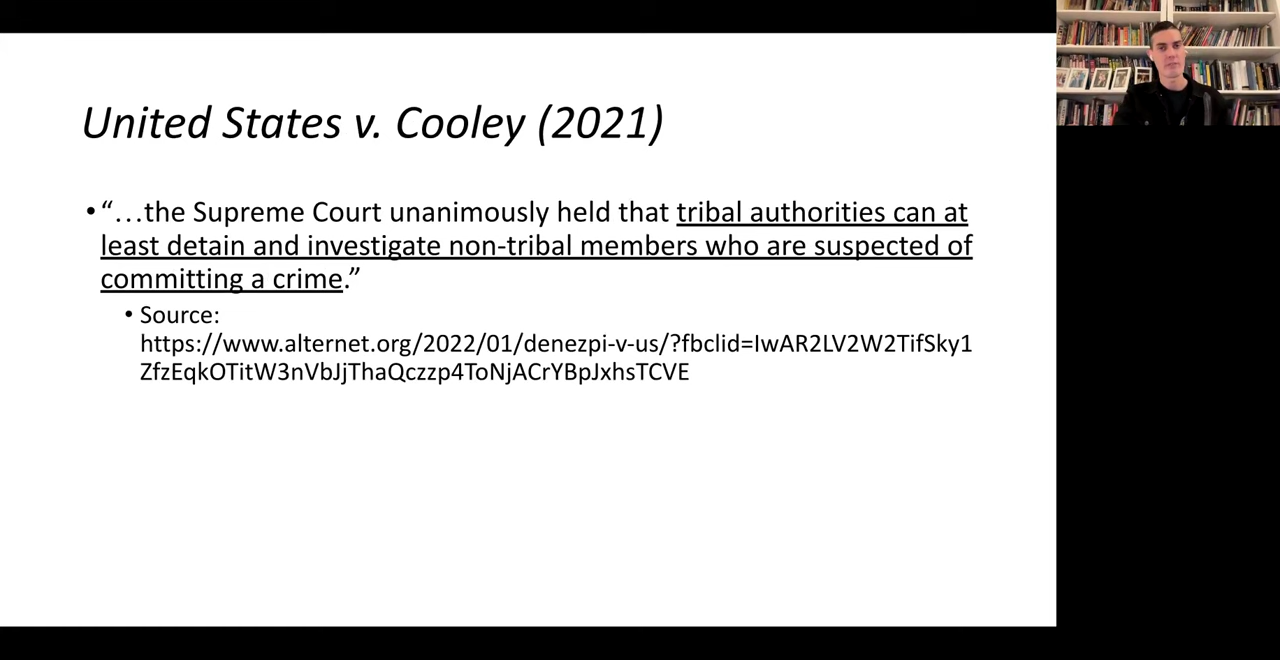 United States v. Cooley (2021)
• “…the Supreme Court unanimously held that tribal authorities can at
least detain and investigate non-tribal members who are suspected of
committing a crime.”
• Source:
https://www.alternet.org/2022/01/denezpi-v-us/?fbclid=IwAR2LV2W2TifSky1
ZfzEqkOTitW3nVbJjThaQczzp4ToNjACrYBpJxhsTCVE